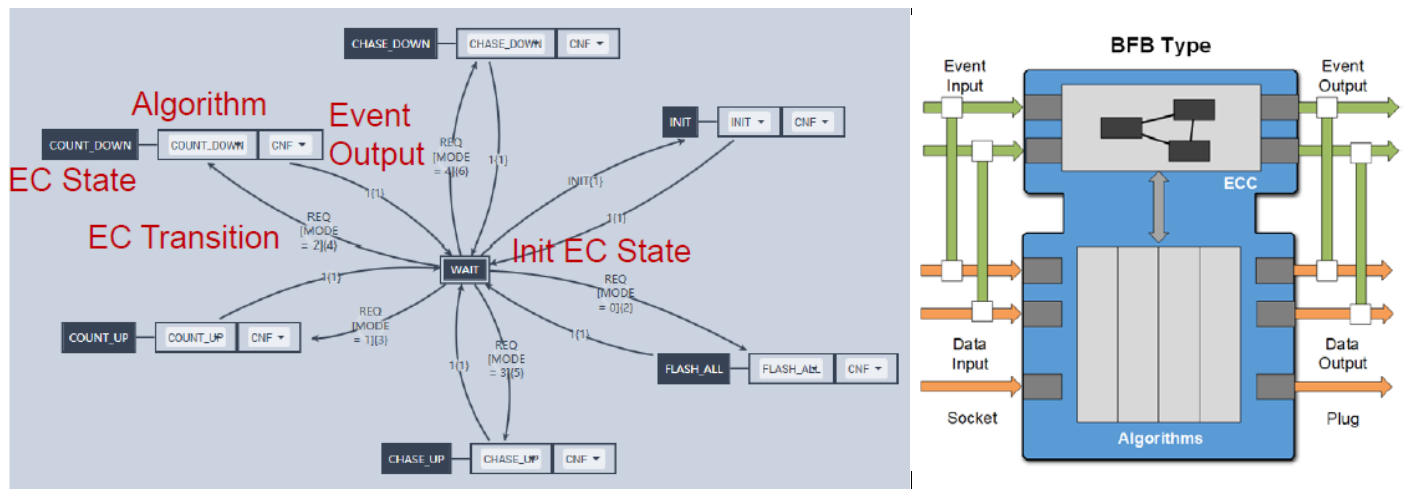 CHASE_DOWN
CHASE_DOWN
CNF
Algorithm
Event
Output
COUNT_DOWN
COUNT_DOWN
CNF
EC State
REQ
[MODE
= 4]{6}
1{1}
INIT
INIT
CNF
INIT{1}
1{1}
1{1}
REQ
[MODE
= 2]{4}
EC Transition
Init EC State
WAIT
1{1}
REQ
[MODE
= 0]{2}
COUNT_UP
COUNT_UP
CNF
REQ
[MODE
= 1]{3}
1{1}
REQ
[MODE
= 3]{5}
1{1}
FLASH_ALL
FLASH_ALL
CNF
CHASE_UP
CHASE_UP
CNF
BFB Type
Event
Input
Event
Output
ECC
Data
Input
Data
Output
Socket
Plug
Algorithms